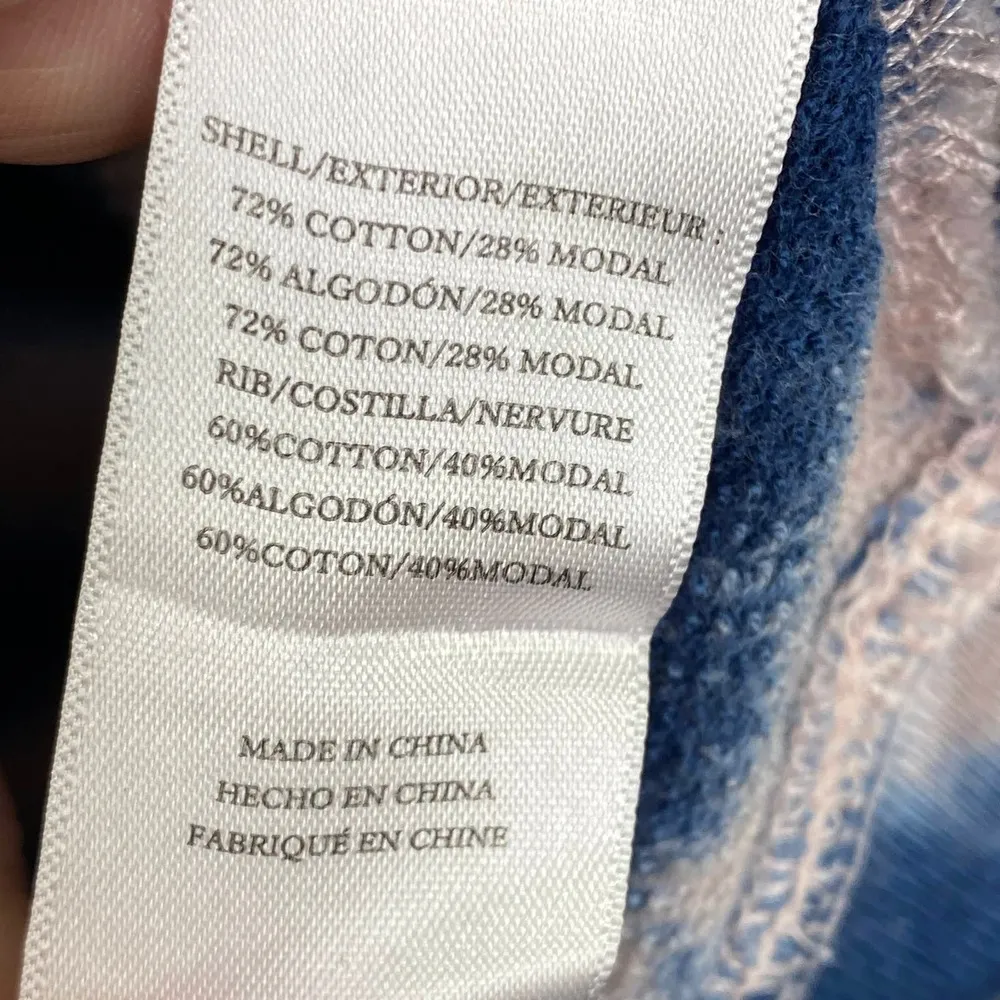 SHELL/EXTERIOR/EXTERIEUR :
72% COTTON/28% MODAL
72% ALGODÓN/28% MODAL
72% COTON/28% MODAL
RIB/COSTILLA/NERVURE
60%COTTON/40%MODAL
60%ALGODÓN/40%MODAL
60%COTON/40%MODAL
MADE IN CHINA
HECHO EN CHINA
FABRIQUÉ EN CHINE